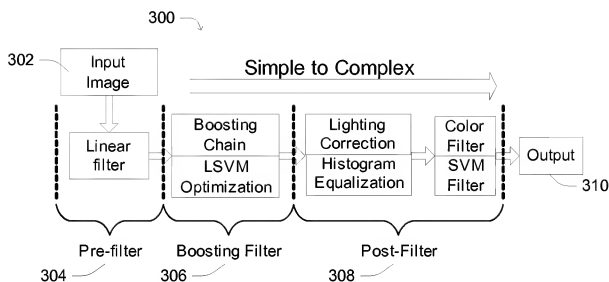 300
302
Input
Image
Simple to Complex
Linear
filter
Boosting
Chain
LSVM
Optimization
Lighting
Correction
Histogram
Equalization
Color
Filter
SVM
Filter
Output
310
Pre-filter
304
Boosting Filter
306
Post-Filter
308